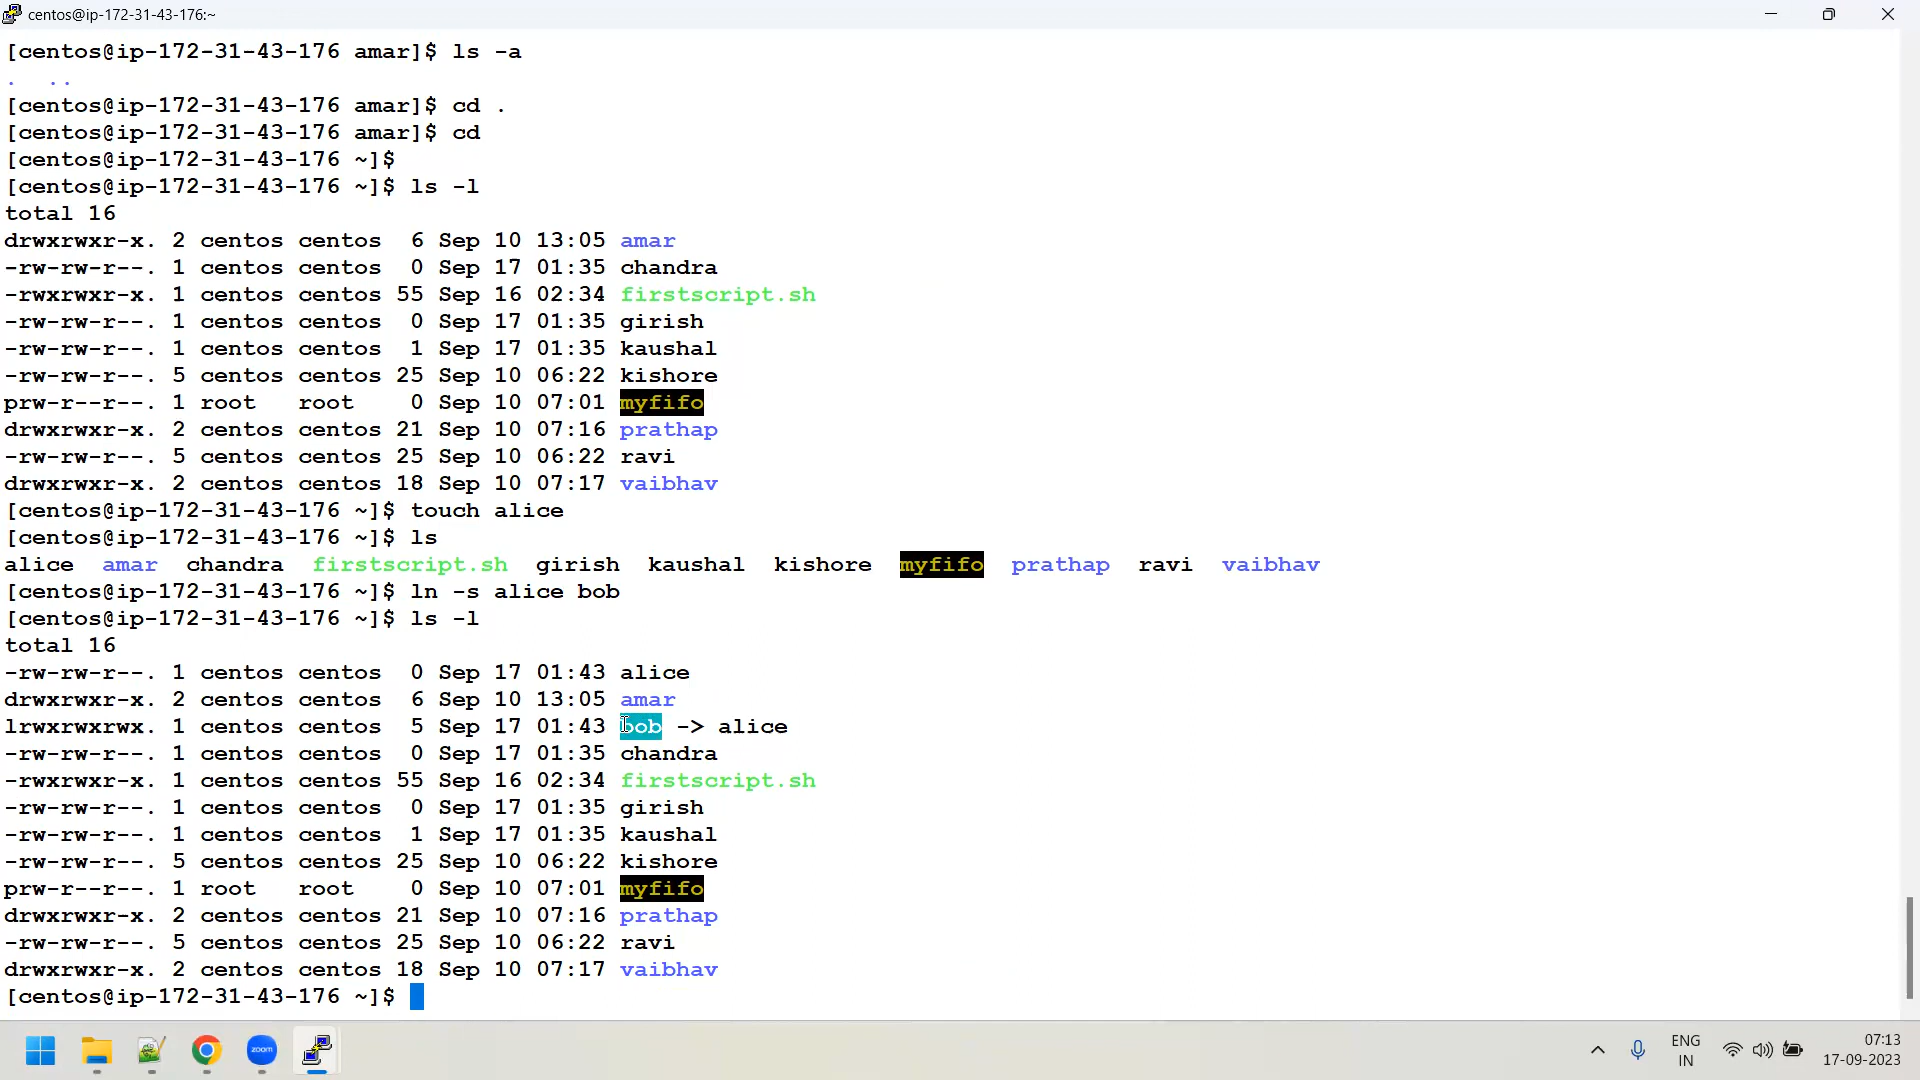 centos@ip-172-31-43-176:~
[centos@ip-172-31-43-176 amar]$ ls -a
.  ..
[centos@ip-172-31-43-176 amar]$ cd .
[centos@ip-172-31-43-176 amar]$ cd
[centos@ip-172-31-43-176 ~]$
[centos@ip-172-31-43-176 ~]$ ls -l
total 16
drwxrwxr-x. 2 centos centos  6 Sep 10 13:05 amar
-rw-rw-r--. 1 centos centos  0 Sep 17 01:35 chandra
-rwxrwxr-x. 1 centos centos 55 Sep 16 02:34 firstscript.sh
-rw-rw-r--. 1 centos centos  0 Sep 17 01:35 girish
-rw-rw-r--. 1 centos centos  1 Sep 17 01:35 kaushal
-rw-rw-r--. 5 centos centos 25 Sep 10 06:22 kishore
prw-r--r--. 1 root   root    0 Sep 10 07:01 myfifo
drwxrwxr-x. 2 centos centos 21 Sep 10 07:16 prathap
-rw-rw-r--. 5 centos centos 25 Sep 10 06:22 ravi
drwxrwxr-x. 2 centos centos 18 Sep 10 07:17 vaibhav
[centos@ip-172-31-43-176 ~]$ touch alice
[centos@ip-172-31-43-176 ~]$ ls
alice  amar  chandra  firstscript.sh  girish  kaushal  kishore  myfifo  prathap  ravi  vaibhav
[centos@ip-172-31-43-176 ~]$ ln -s alice bob
[centos@ip-172-31-43-176 ~]$ ls -l
total 16
-rw-rw-r--. 1 centos centos  0 Sep 17 01:43 alice
drwxrwxr-x. 2 centos centos  6 Sep 10 13:05 amar
lrwxrwxrwx. 1 centos centos  5 Sep 17 01:43 bob -> alice
-rw-rw-r--. 1 centos centos  0 Sep 17 01:35 chandra
-rwxrwxr-x. 1 centos centos 55 Sep 16 02:34 firstscript.sh
-rw-rw-r--. 1 centos centos  0 Sep 17 01:35 girish
-rw-rw-r--. 1 centos centos  1 Sep 17 01:35 kaushal
-rw-rw-r--. 5 centos centos 25 Sep 10 06:22 kishore
prw-r--r--. 1 root   root    0 Sep 10 07:01 myfifo
drwxrwxr-x. 2 centos centos 21 Sep 10 07:16 prathap
-rw-rw-r--. 5 centos centos 25 Sep 10 06:22 ravi
drwxrwxr-x. 2 centos centos 18 Sep 10 07:17 vaibhav
[centos@ip-172-31-43-176 ~]$
zoom
ENG
IN
07:13
17-09-2023